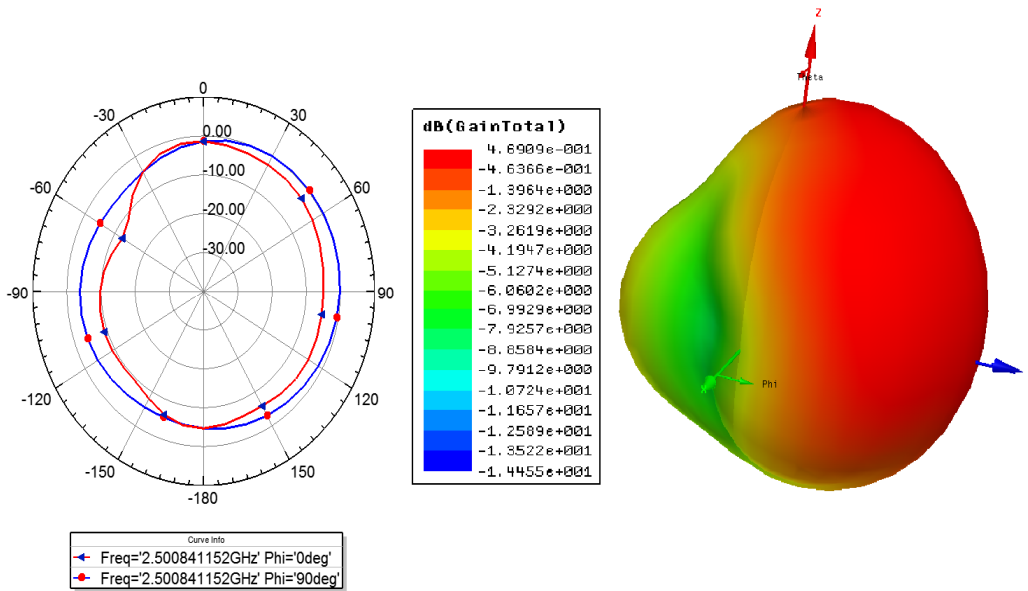 0
-30
30
0.00
-10.00
-60
60
-20.00
-30.00
-90
90
-120
120
-150
150
-180
Curve Info
Freq='2.500841152GHz' Phi='0deg'
Freq='2.500841152GHz' Phi='90deg'
dB(GainTotal)
4.6909e-001
-4.6366e-001
-1.3964e+000
-2.3292e+000
-3.2619e+000
-4.1947e+000
-5.1274e+000
-6.0602e+000
-6.9929e+000
-7.9257e+000
-8.8584e+000
-9.7912e+000
-1.0724e+001
-1.1657e+001
-1.2589e+001
-1.3522e+001
-1.4455e+001
Z
Theta
Phi